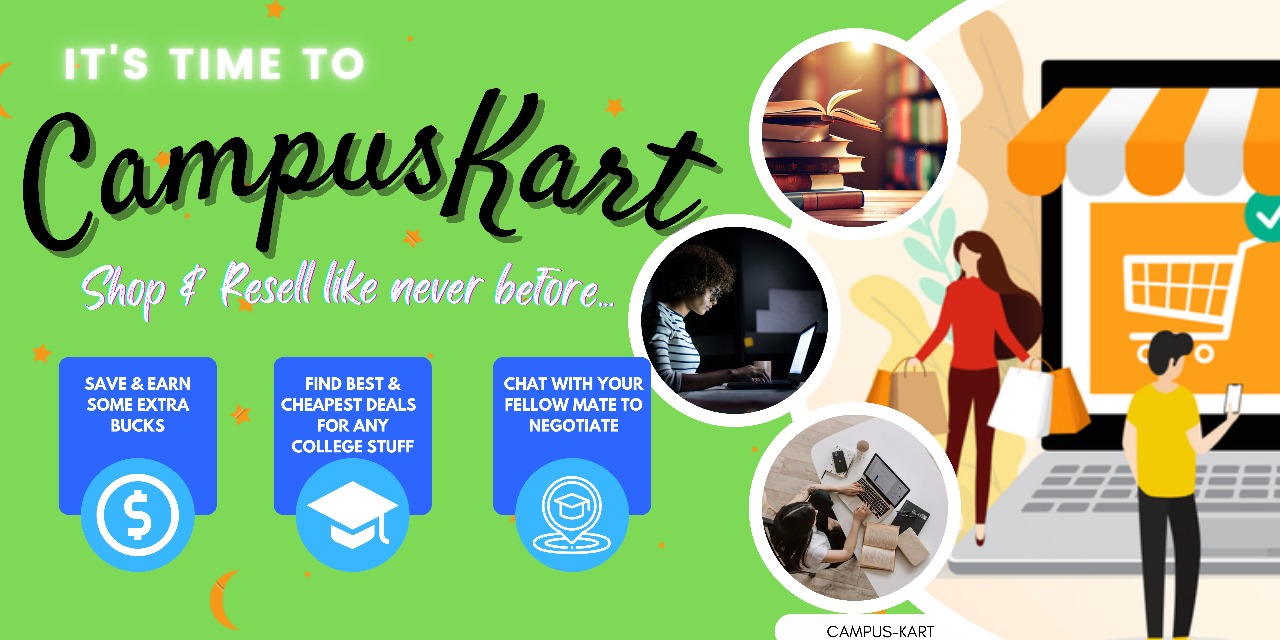 IT'S TIME TO
CampusKart
Shop & Resell like never before...
SAVE & EARN
SOME EXTRA
BUCKS
FIND BEST &
CHEAPEST DEALS
FOR ANY
COLLEGE STUFF
CHAT WITH YOUR
FELLOW MATE TO
NEGOTIATE
$
CAMPUS-KART